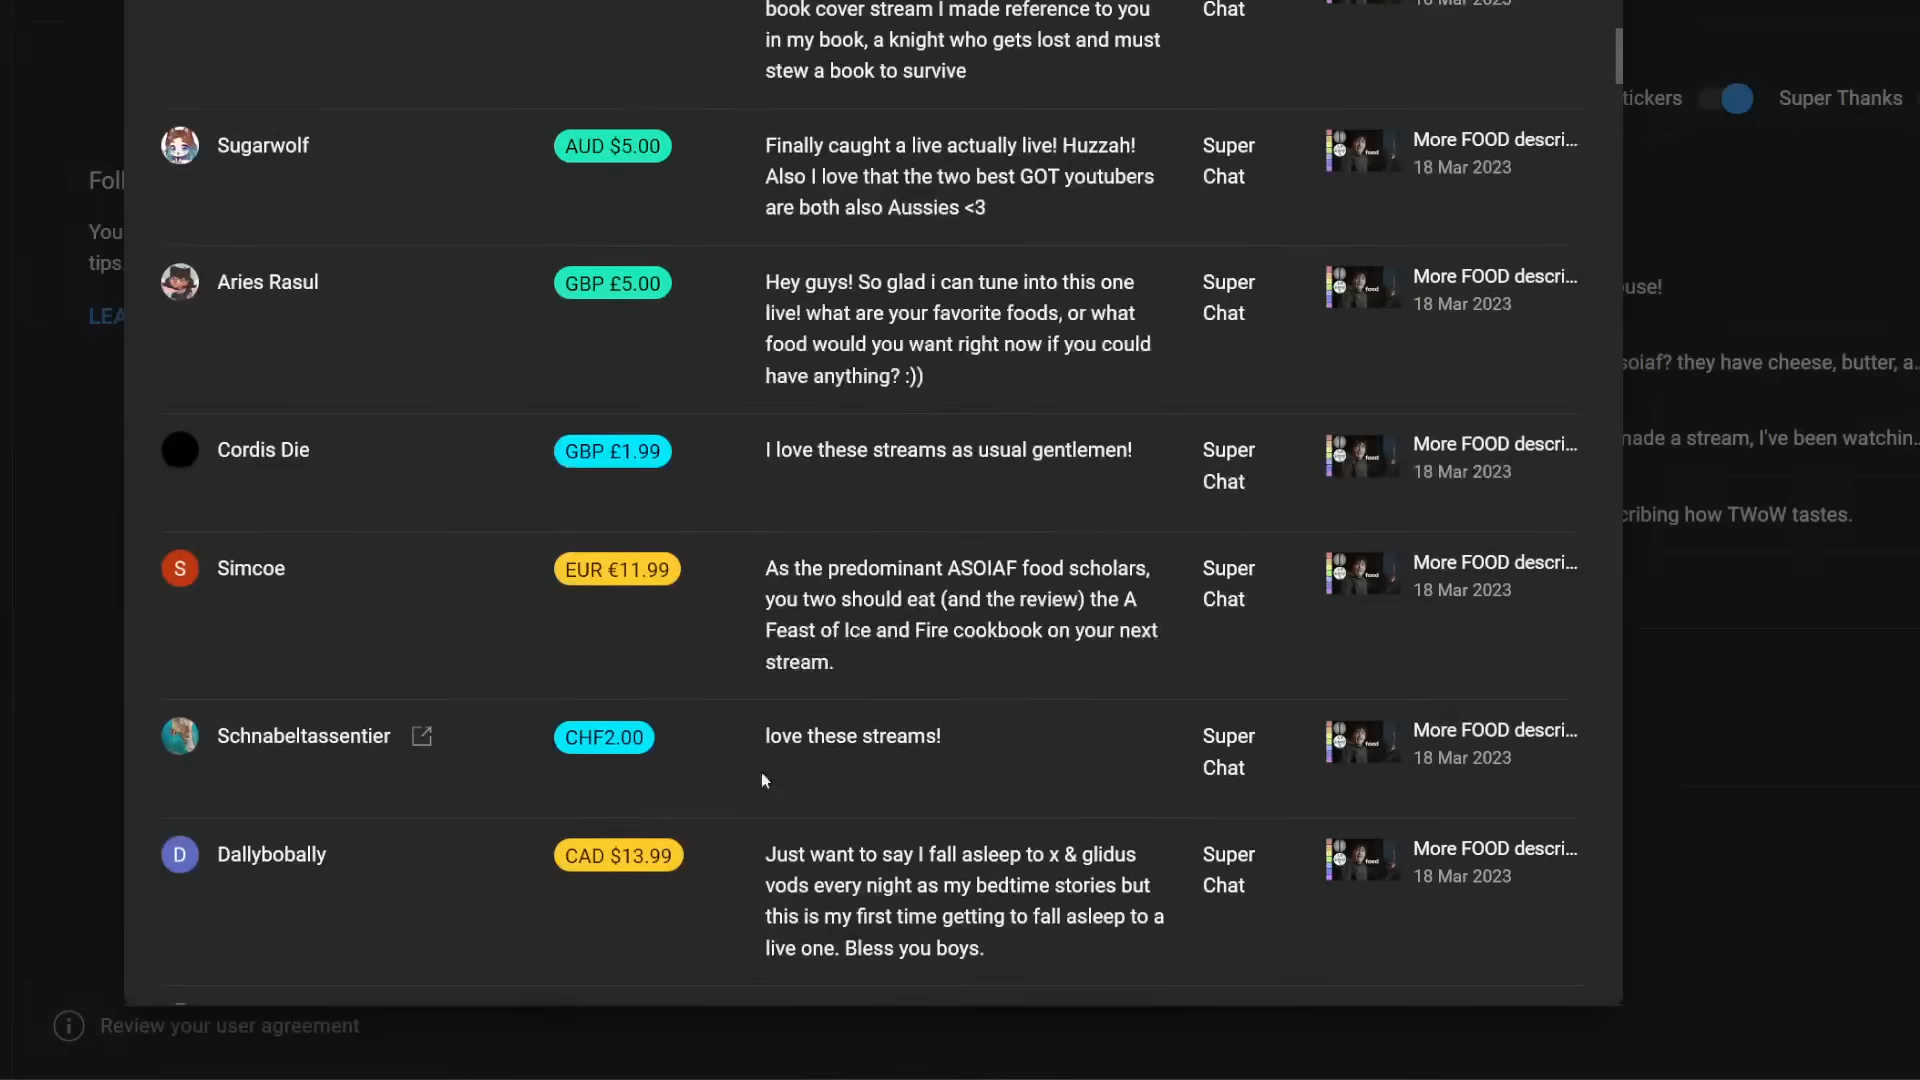 book cover stream I made reference to you
in my book, a knight who gets lost and must
stew a book to survive
Chat
18 Mar 2023
tickers
Super Thanks
Sugarwolf
AUD $5.00
Finally caught a live actually live! Huzzah!
Also I love that the two best GOT youtubers
are both also Aussies <3
Super
Chat
More FOOD descri...
18 Mar 2023
Foll
You
tips.
LEA
Aries Rasul
GBP £5.00
Hey guys! So glad i can tune into this one
live! what are your favorite foods, or what
food would you want right now if you could
have anything? :))
Super
Chat
food
More FOOD descri...
18 Mar 2023
ouse!
soiaf? they have cheese, butter, a...
Cordis Die
GBP £1.99
I love these streams as usual gentlemen!
Super
Chat
food
More FOOD descri...
18 Mar 2023
made a stream, I've been watchin...
cribing how TWoW tastes.
S
Simcoe
EUR €11.99
As the predominant ASOIAF food scholars,
you two should eat (and the review) the A
Feast of Ice and Fire cookbook on your next
stream.
Super
Chat
food
More FOOD descri...
18 Mar 2023
Schnabeltassentier
CHF2.00
love these streams!
Super
Chat
food
More FOOD descri...
18 Mar 2023
D
Dallybobally
CAD $13.99
Just want to say I fall asleep to x & glidus
vods every night as my bedtime stories but
this is my first time getting to fall asleep to a
live one. Bless you boys.
Super
Chat
food
More FOOD descri...
18 Mar 2023
Review your user agreement